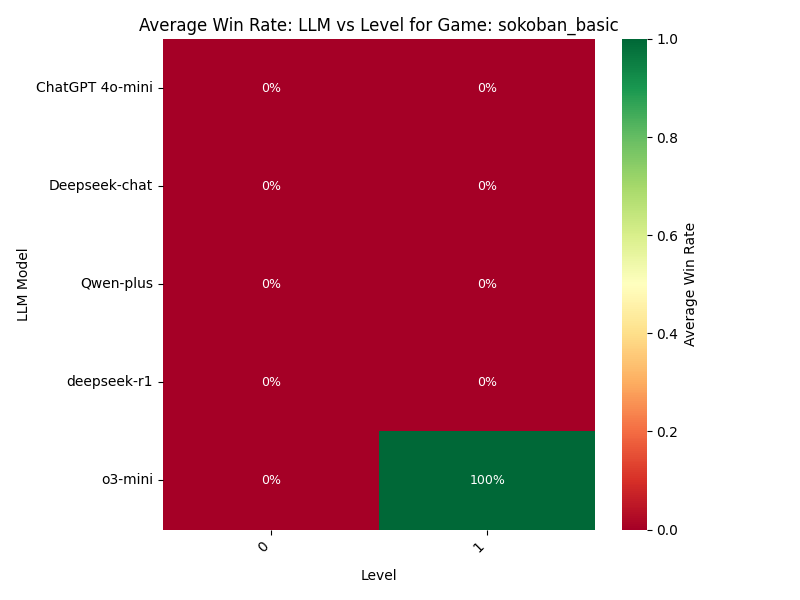 Average Win Rate: LLM vs Level for Game: sokoban_basic
LLM Model
ChatGPT 4o-mini 0% 0%
Deepseek-chat 0% 0%
Qwen-plus 0% 0%
deepseek-r1 0% 0%
o3-mini 0% 100%
0 1
Level
1.0
0.8
0.6
0.4
0.2
0.0
Average Win Rate